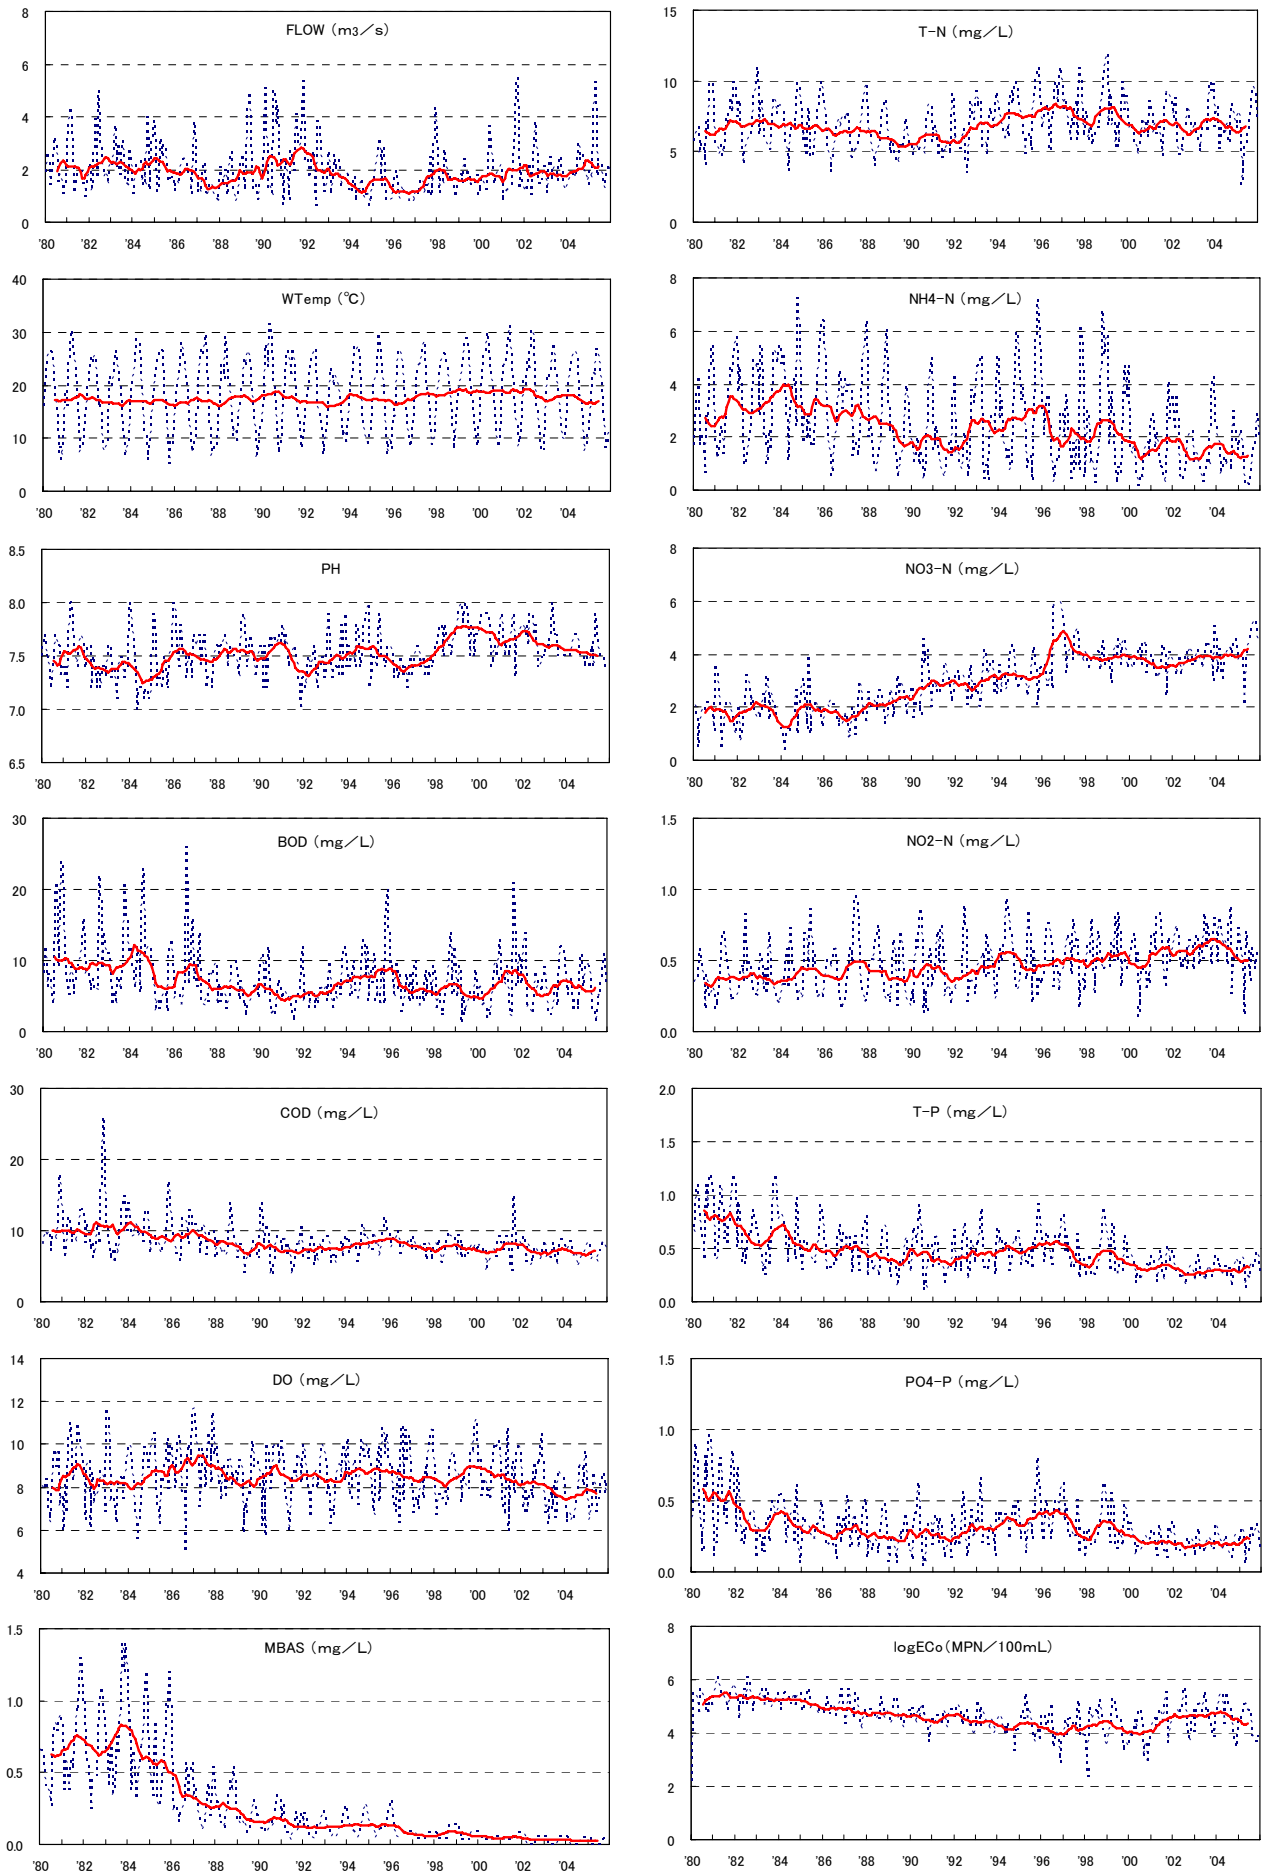 FLOW (m3/s)
8
6
4
2
0
'80 '82 '84 '86 '88 '90 '92 '94 '96 '98 '00 '02 '04
T-N (mg/L)
15
10
5
0
'80 '82 '84 '86 '88 '90 '92 '94 '96 '98 '00 '02 '04
WTemp (℃)
40
30
20
10
0
'80 '82 '84 '86 '88 '90 '92 '94 '96 '98 '00 '02 '04
NH4-N (mg/L)
8
6
4
2
0
'80 '82 '84 '86 '88 '90 '92 '94 '96 '98 '00 '02 '04
PH
8.5
8.0
7.5
7.0
6.5
'80 '82 '84 '86 '88 '90 '92 '94 '96 '98 '00 '02 '04
NO3-N (mg/L)
8
6
4
2
0
'80 '82 '84 '86 '88 '90 '92 '94 '96 '98 '00 '02 '04
BOD (mg/L)
30
20
10
0
'80 '82 '84 '86 '88 '90 '92 '94 '96 '98 '00 '02 '04
NO2-N (mg/L)
1.5
1.0
0.5
0.0
'80 '82 '84 '86 '88 '90 '92 '94 '96 '98 '00 '02 '04
COD (mg/L)
30
20
10
0
'80 '82 '84 '86 '88 '90 '92 '94 '96 '98 '00 '02 '04
T-P (mg/L)
2.0
1.5
1.0
0.5
0.0
'80 '82 '84 '86 '88 '90 '92 '94 '96 '98 '00 '02 '04
DO (mg/L)
14
12
10
8
6
4
'80 '82 '84 '86 '88 '90 '92 '94 '96 '98 '00 '02 '04
PO4-P (mg/L)
1.5
1.0
0.5
0.0
'80 '82 '84 '86 '88 '90 '92 '94 '96 '98 '00 '02 '04
MBAS (mg/L)
1.5
1.0
0.5
0.0
'80 '82 '84 '86 '88 '90 '92 '94 '96 '98 '00 '02 '04
logECo(MPN/100mL)
8
6
4
2
0
'80 '82 '84 '86 '88 '90 '92 '94 '96 '98 '00 '02 '04